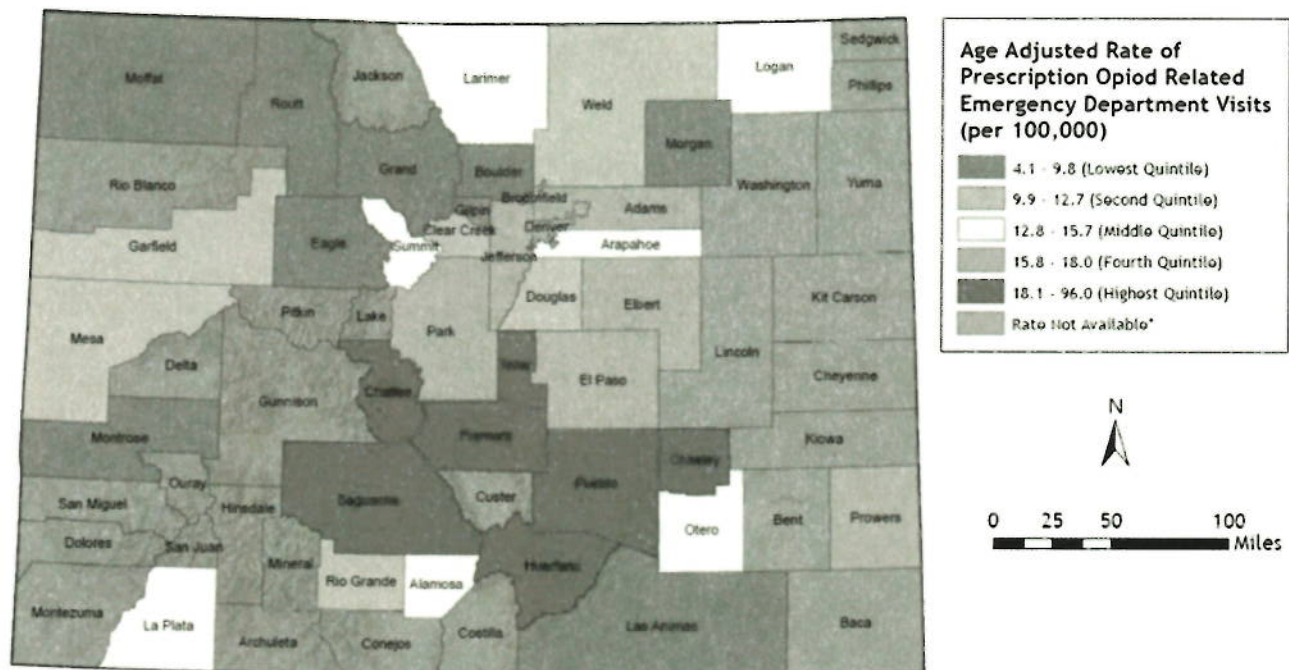 Sedgwick
Moffat
Jackson
Larimer
Logan
Routt
Weld
Phillips
Morgan
Grand
Boulder
Washington
Yuma
Rio Blanco
Broomfield
Gilpin
Adams
Clear Creek
Denver
Garfield
Eagle
Summit
Arapahoe
Jefferson
Douglas
Elbert
Kit Carson
Pitkin
Lake
Park
Mesa
Lincoln
Delta
Teller
El Paso
Cheyenne
Gunnison
Chaffee
Montrose
Fremont
Kiowa
Crowley
Ouray
Pueblo
San Miguel
Hinsdale
Saguache
Custer
Otero
Bent
Prowers
Dolores
San Juan
Mineral
Huerfano
Rio Grande
Alamosa
Montezuma
La Plata
Las Animas
Baca
Costilla
Archuleta
Conejos
Age Adjusted Rate of
Prescription Opiod Related
Emergency Department Visits
(per 100,000)
4.1 - 9.8 (Lowest Quintile)
9.9 - 12.7 (Second Quintile)
12.8 - 15.7 (Middle Quintile)
15.8 - 18.0 (Fourth Quintile)
18.1 - 96.0 (Highest Quintile)
Rate Not Available*
N
0 25 50 100
Miles